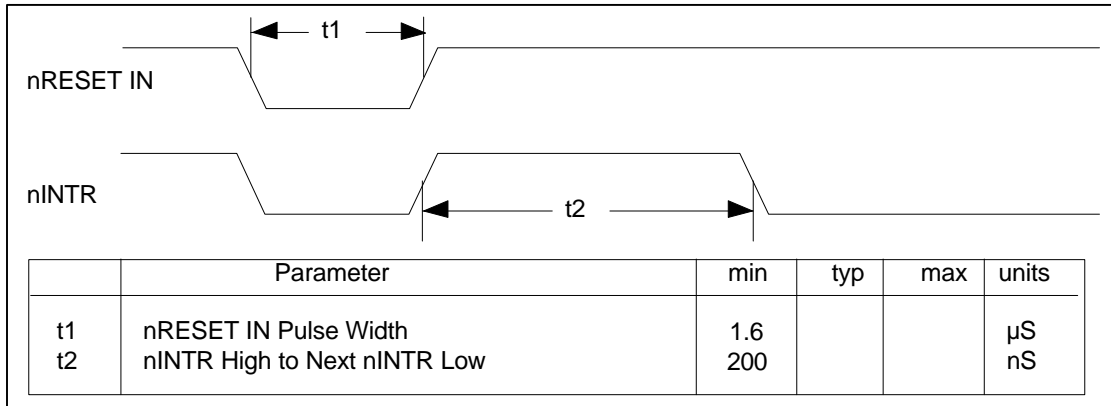 t1
nRESET IN
nINTR
t2
Parameter min typ max units
t1 nRESET IN Pulse Width 1.6 µS
t2 nINTR High to Next nINTR Low 200 nS